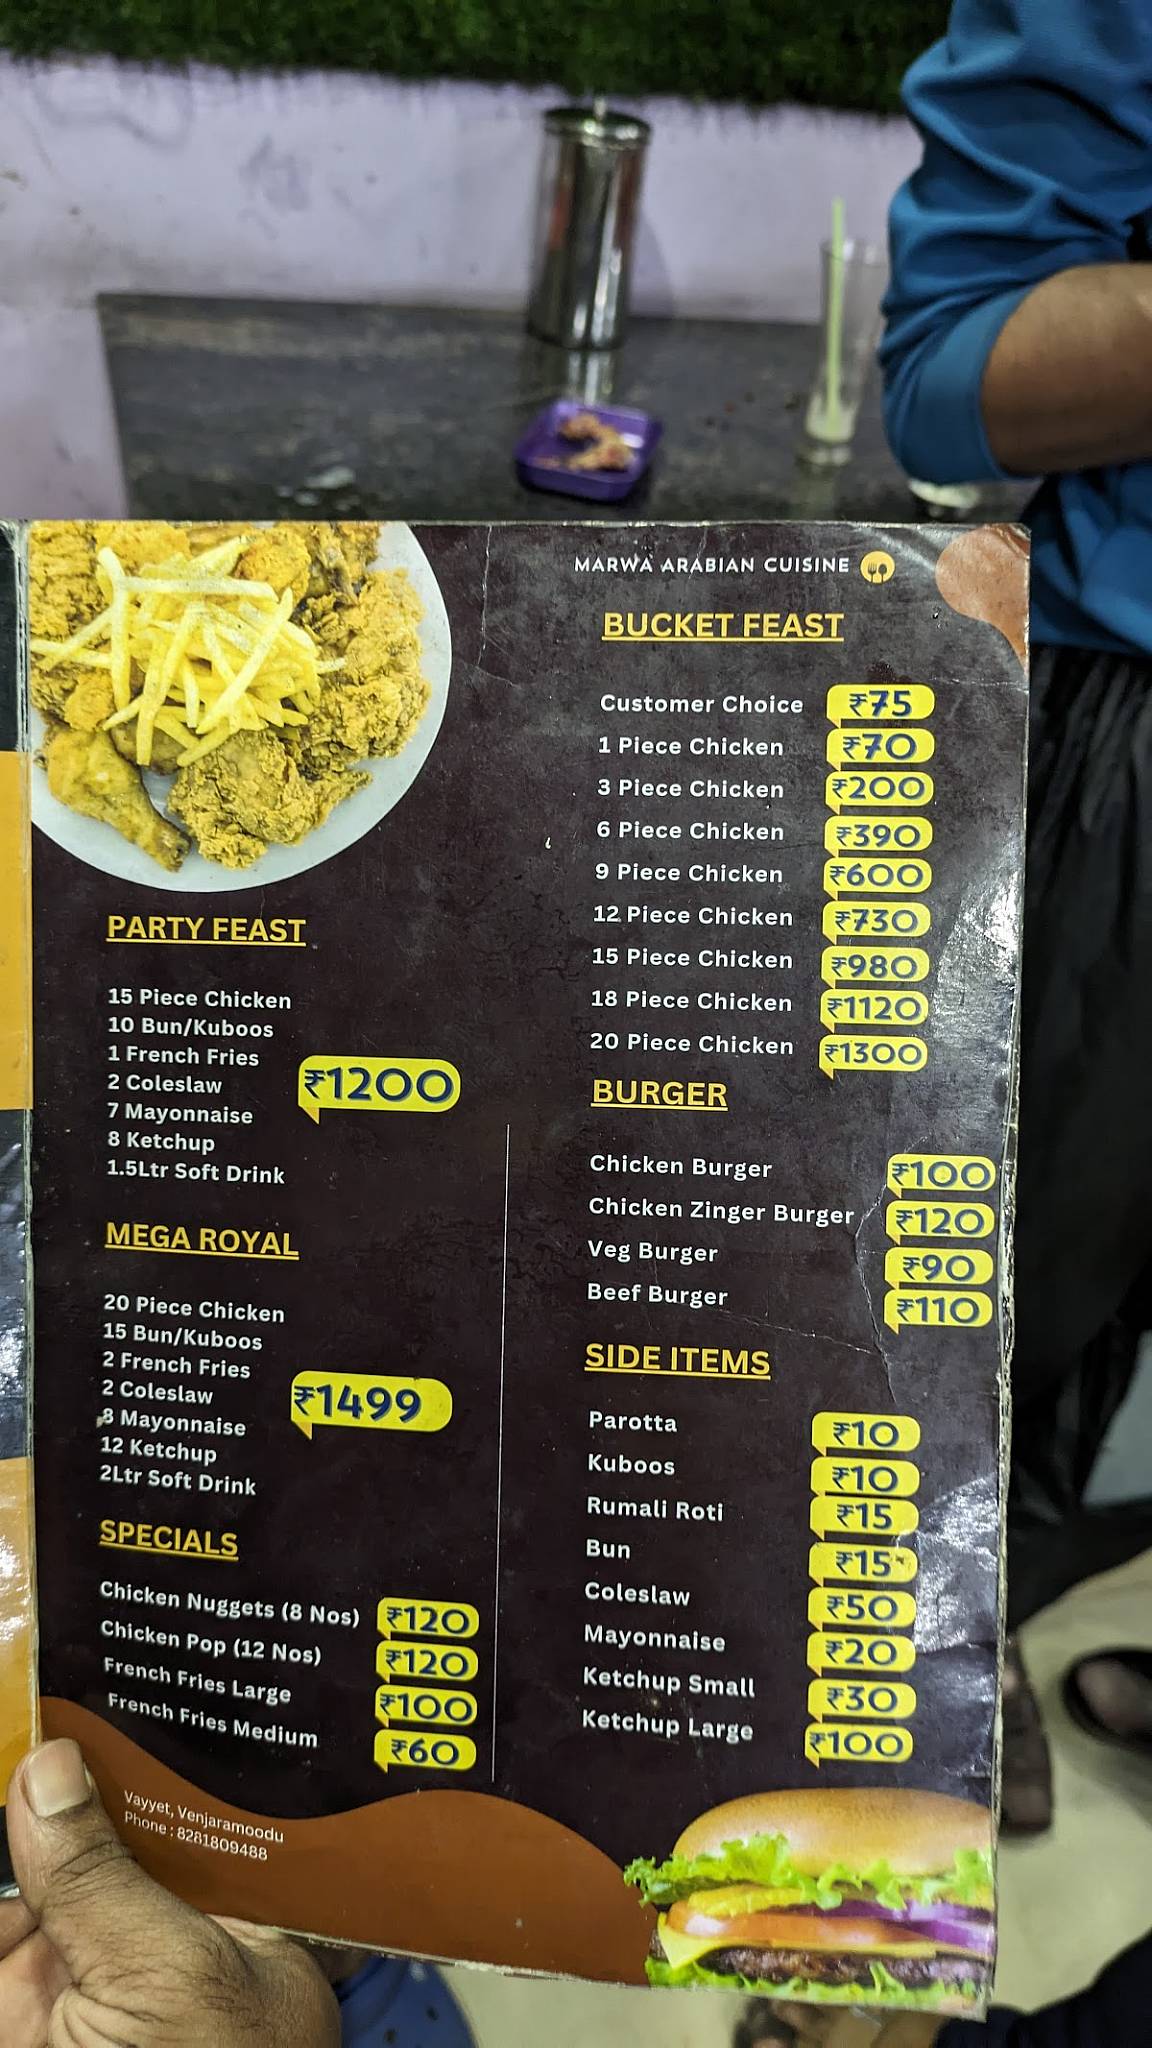 MARWA ARABIAN CUISINE
BUCKET FEAST
Customer Choice ₹75
1 Piece Chicken ₹70
3 Piece Chicken ₹200
6 Piece Chicken ₹390
9 Piece Chicken ₹600
12 Piece Chicken ₹730
15 Piece Chicken ₹980
18 Piece Chicken ₹1120
20 Piece Chicken ₹1300
BURGER
Chicken Burger ₹100
Chicken Zinger Burger ₹120
Veg Burger ₹90
Beef Burger ₹110
SIDE ITEMS
Parotta ₹10
Kuboos ₹10
Rumali Roti ₹15
Bun ₹15
Coleslaw ₹50
Mayonnaise ₹20
Ketchup Small ₹30
Ketchup Large ₹100
PARTY FEAST
15 Piece Chicken
10 Bun/Kuboos
1 French Fries
2 Coleslaw
7 Mayonnaise
8 Ketchup
1.5Ltr Soft Drink
₹1200
MEGA ROYAL
20 Piece Chicken
15 Bun/Kuboos
2 French Fries
2 Coleslaw
8 Mayonnaise
12 Ketchup
2Ltr Soft Drink
₹1499
SPECIALS
Chicken Nuggets (8 Nos) ₹120
Chicken Pop (12 Nos) ₹120
French Fries Large ₹100
French Fries Medium ₹60
Vayyet, Venjaramoodu
Phone : 8281809488